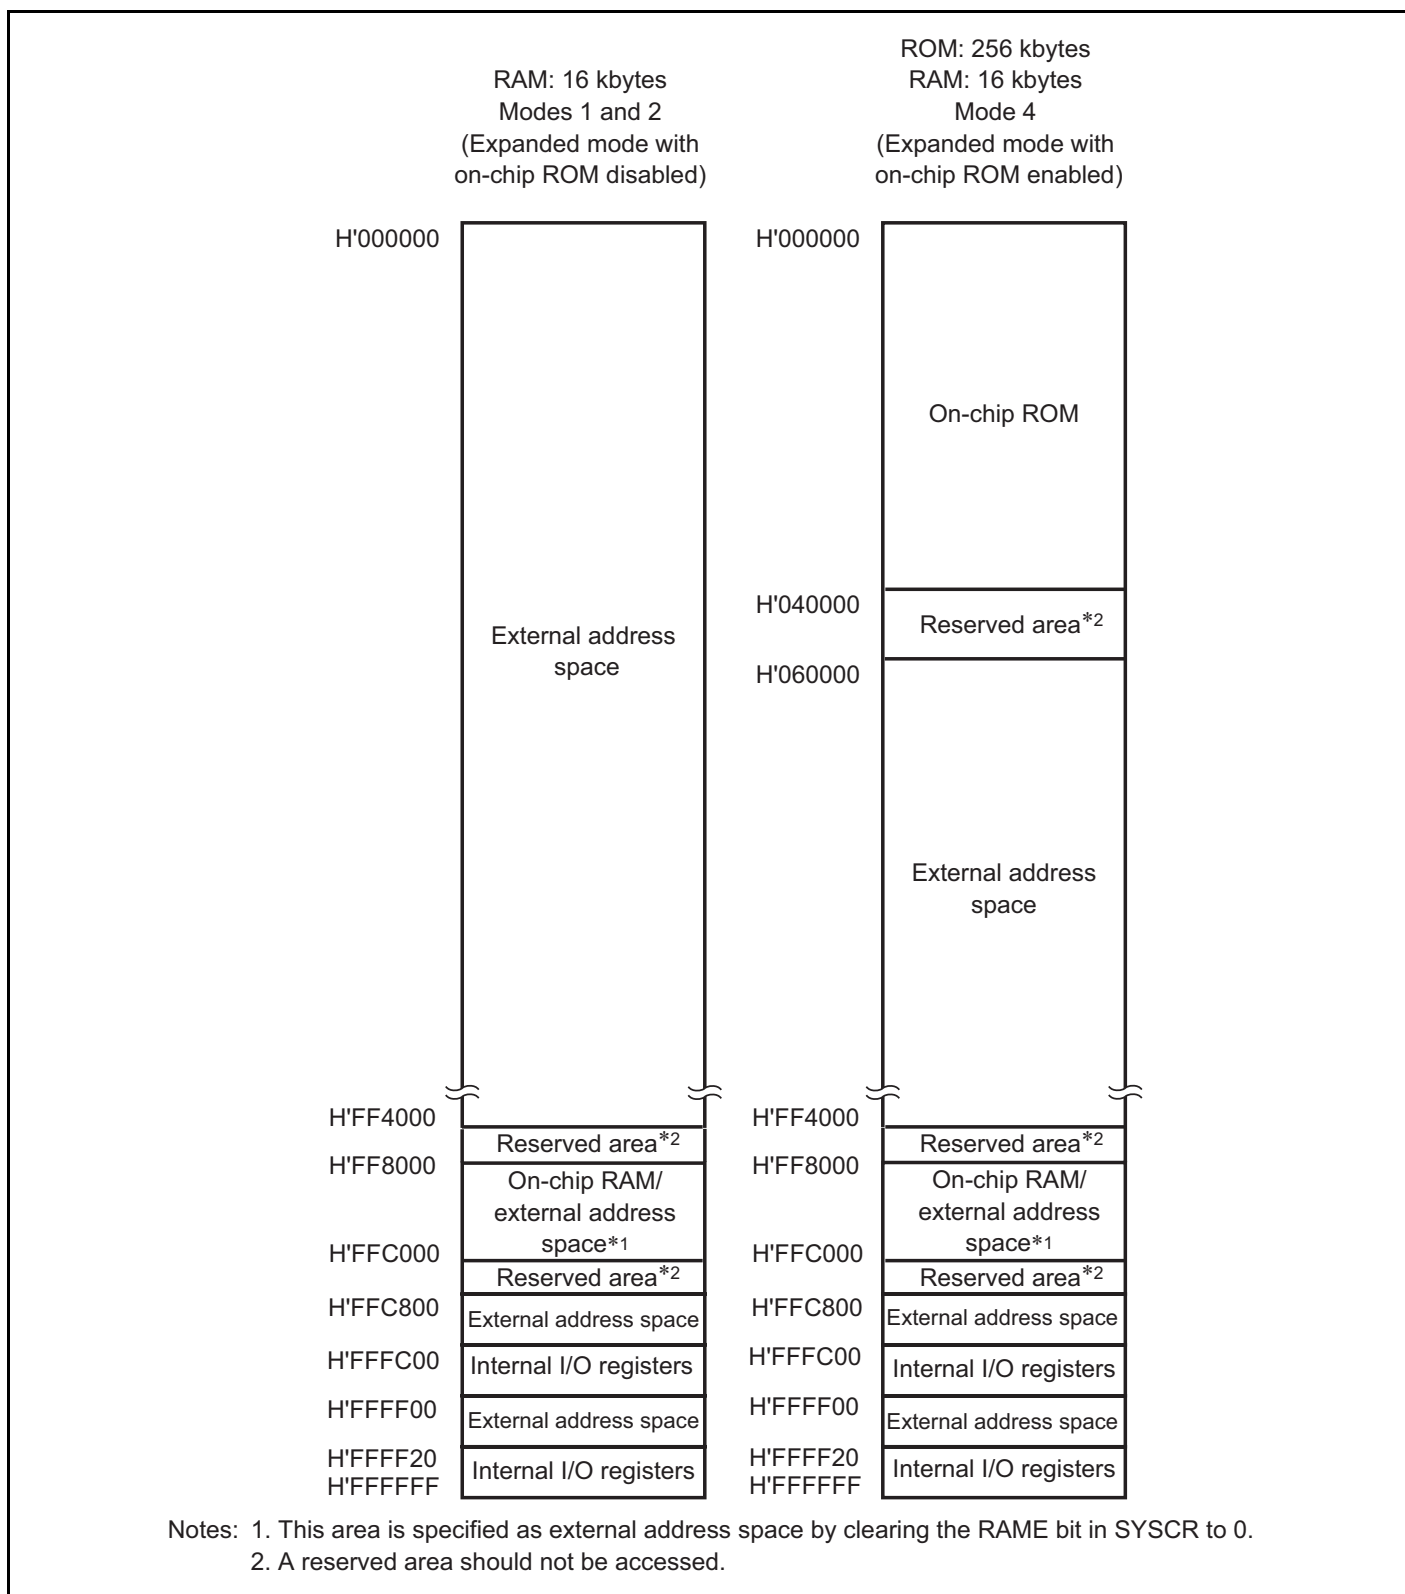 RAM: 16 kbytes
Modes 1 and 2
(Expanded mode with
on-chip ROM disabled)
H'000000
External address
space
H'FF4000
Reserved area*2
H'FF8000
On-chip RAM/
external address
space*1
H'FFC000
Reserved area*2
H'FFC800
External address space
H'FFFC00
Internal I/O registers
H'FFFF00
External address space
H'FFFF20
Internal I/O registers
H'FFFFFF
ROM: 256 kbytes
RAM: 16 kbytes
Mode 4
(Expanded mode with
on-chip ROM enabled)
H'000000
On-chip ROM
H'040000
Reserved area*2
H'060000
External address
space
H'FF4000
Reserved area*2
H'FF8000
On-chip RAM/
external address
space*1
H'FFC000
Reserved area*2
H'FFC800
External address space
H'FFFC00
Internal I/O registers
H'FFFF00
External address space
H'FFFF20
Internal I/O registers
H'FFFFFF
Notes: 1. This area is specified as external address space by clearing the RAME bit in SYSCR to 0.
2. A reserved area should not be accessed.